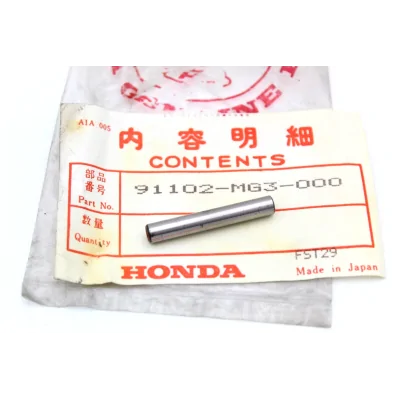 GENUINE
A1A 005
内容明細
CONTENTS
部品
番号
Part No.
91102-MG3-000
数量
Quantity
FST29
HONDA
Made in Japan